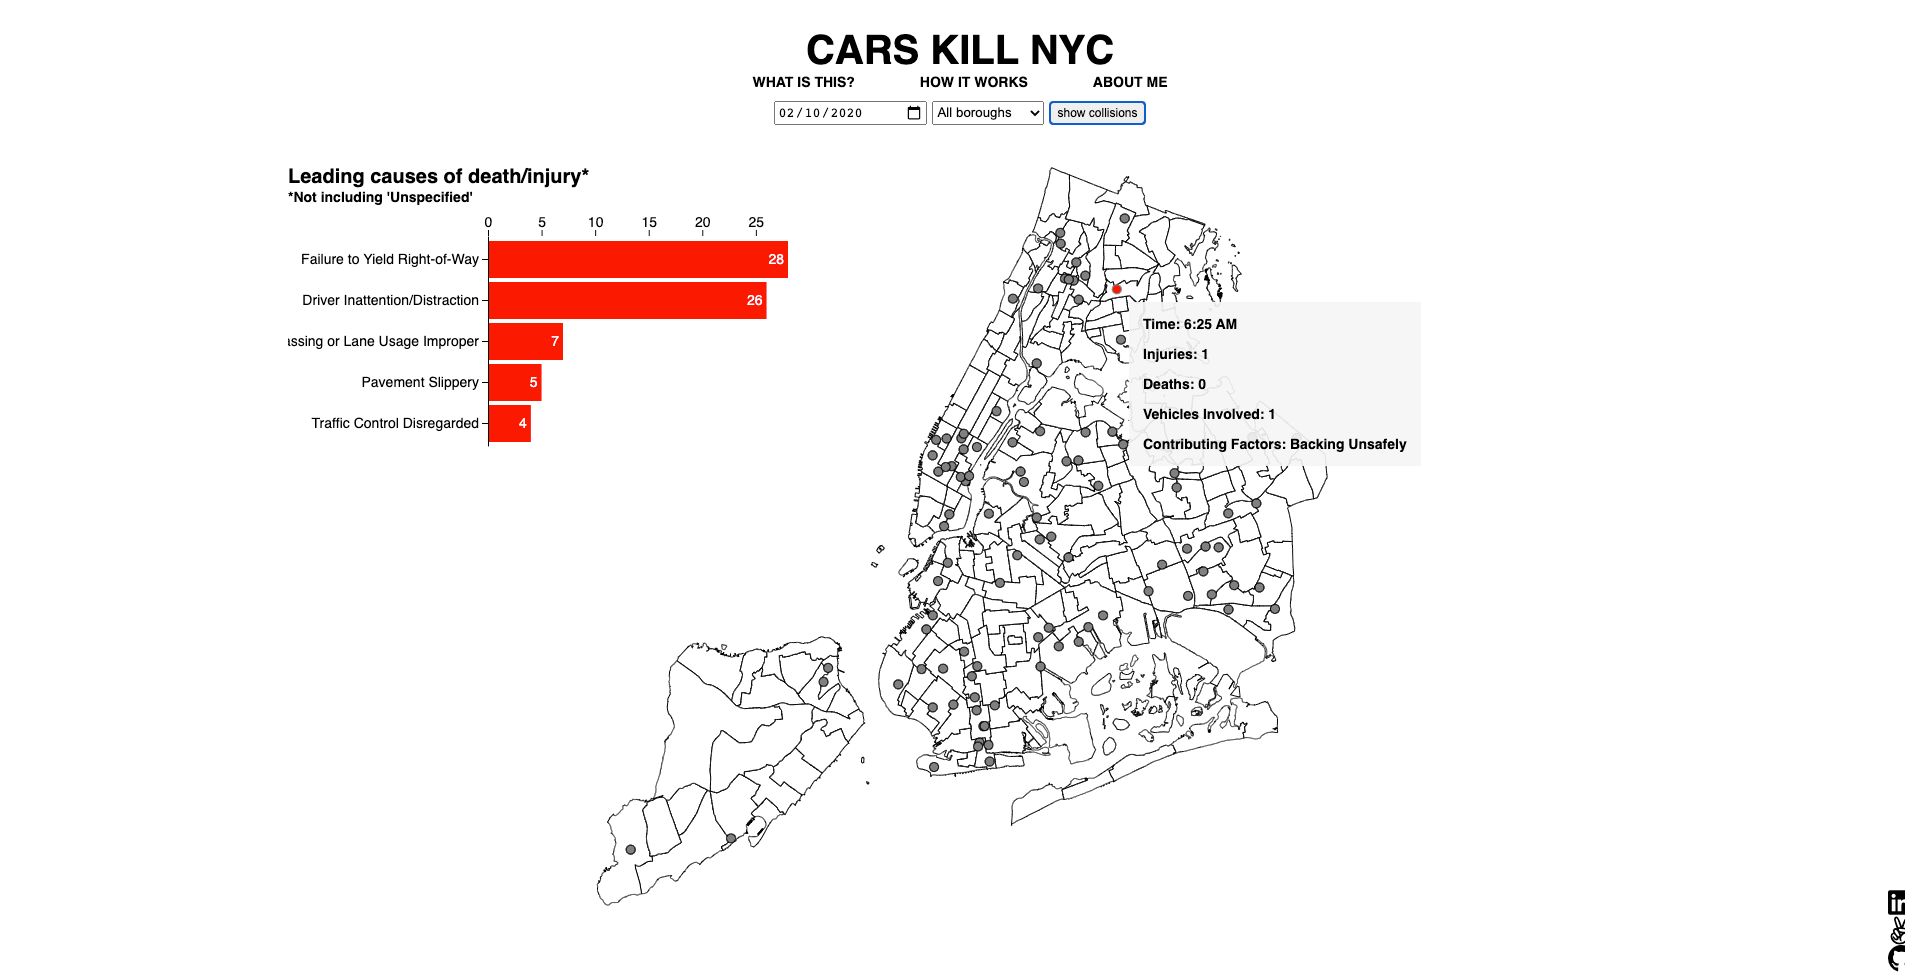 CARS KILL NYC
WHAT IS THIS? HOW IT WORKS ABOUT ME
02/10/2020 All boroughs show collisions
Leading causes of death/injury*
*Not including 'Unspecified'
0 5 10 15 20 25
Failure to Yield Right-of-Way 28
Driver Inattention/Distraction 26
assing or Lane Usage Improper 7
Pavement Slippery 5
Traffic Control Disregarded 4
Time: 6:25 AM
Injuries: 1
Deaths: 0
Vehicles Involved: 1
Contributing Factors: Backing Unsafely
in